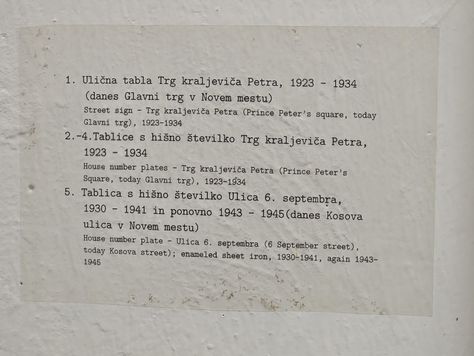 1. Ulična tabla Trg kraljeviča Petra, 1923 - 1934
(danes Glavni trg v Novem mestu)
Street sign - Trg kraljeviča Petra (Prince Peter's square, today
Glavni trg), 1923-1934
2.-4.Tablice s hišno številko Trg kraljeviča Petra,
1923 - 1934
House number plates - Trg kraljeviča Petra (Prince Peter's
Square, today Glavni trg), 1923-1934
5. Tablica s hišno številko Ulica 6. septembra,
1930 - 1941 in ponovno 1943 - 1945(danes Kosova
ulica v Novem mestu)
House number plate - Ulica 6. septembra (6 September street),
today Kosova street); enameled sheet iron, 1930-1941, again 1943-
1945